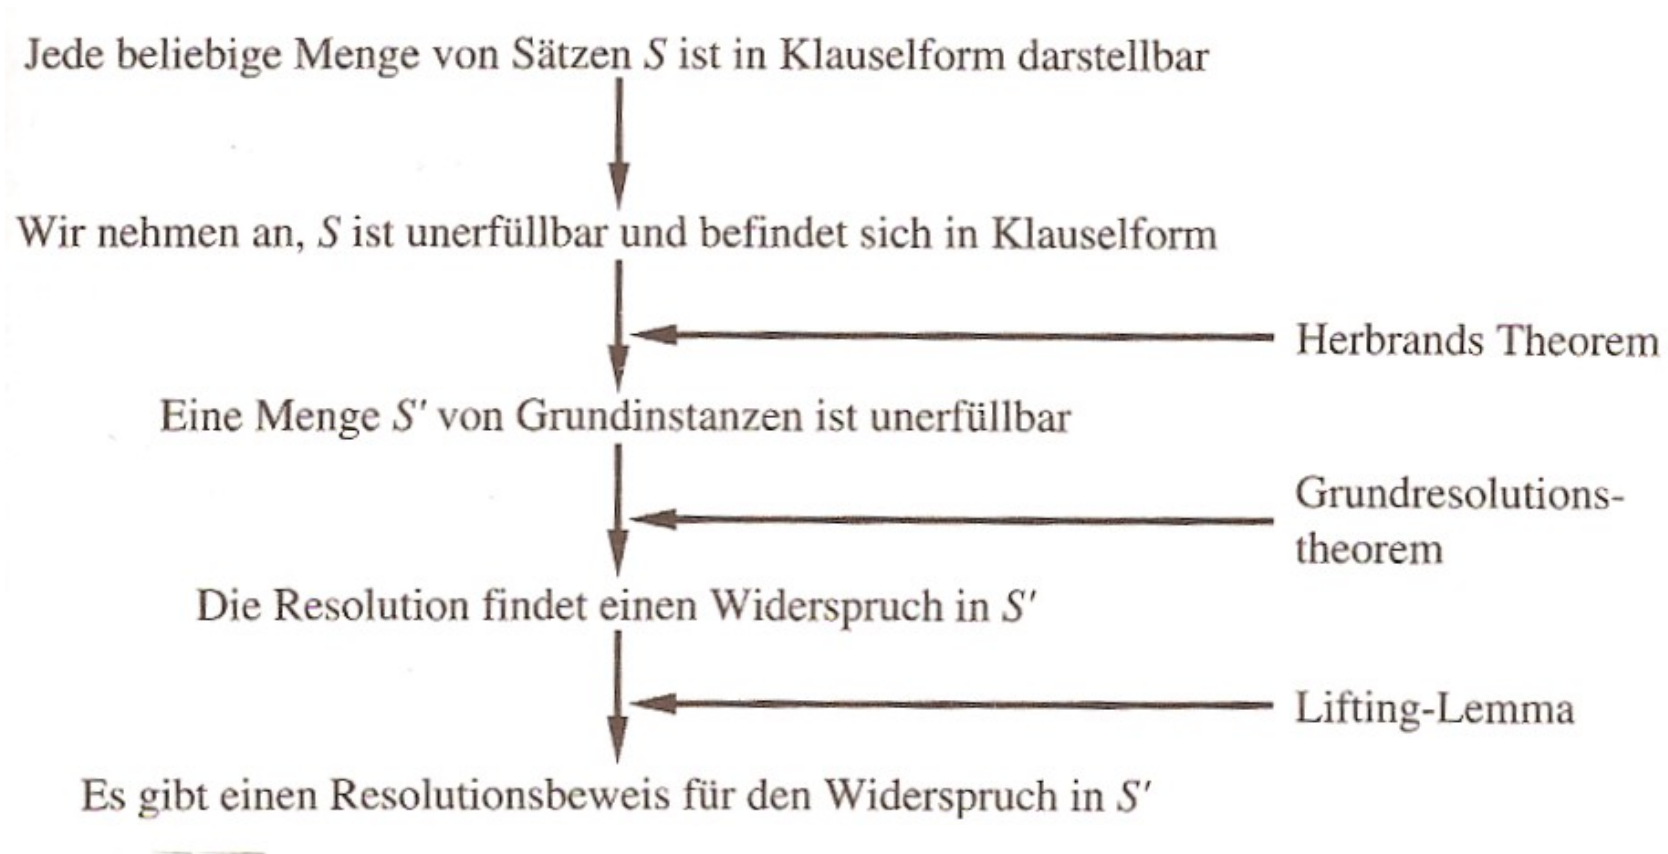 Jede beliebige Menge von Sätzen S ist in Klauselform darstellbar
Wir nehmen an, S ist unerfüllbar und befindet sich in Klauselform
Herbrands Theorem
Eine Menge S' von Grundinstanzen ist unerfüllbar
Grundresolutions-
theorem
Die Resolution findet einen Widerspruch in S'
Lifting-Lemma
Es gibt einen Resolutionsbeweis für den Widerspruch in S'